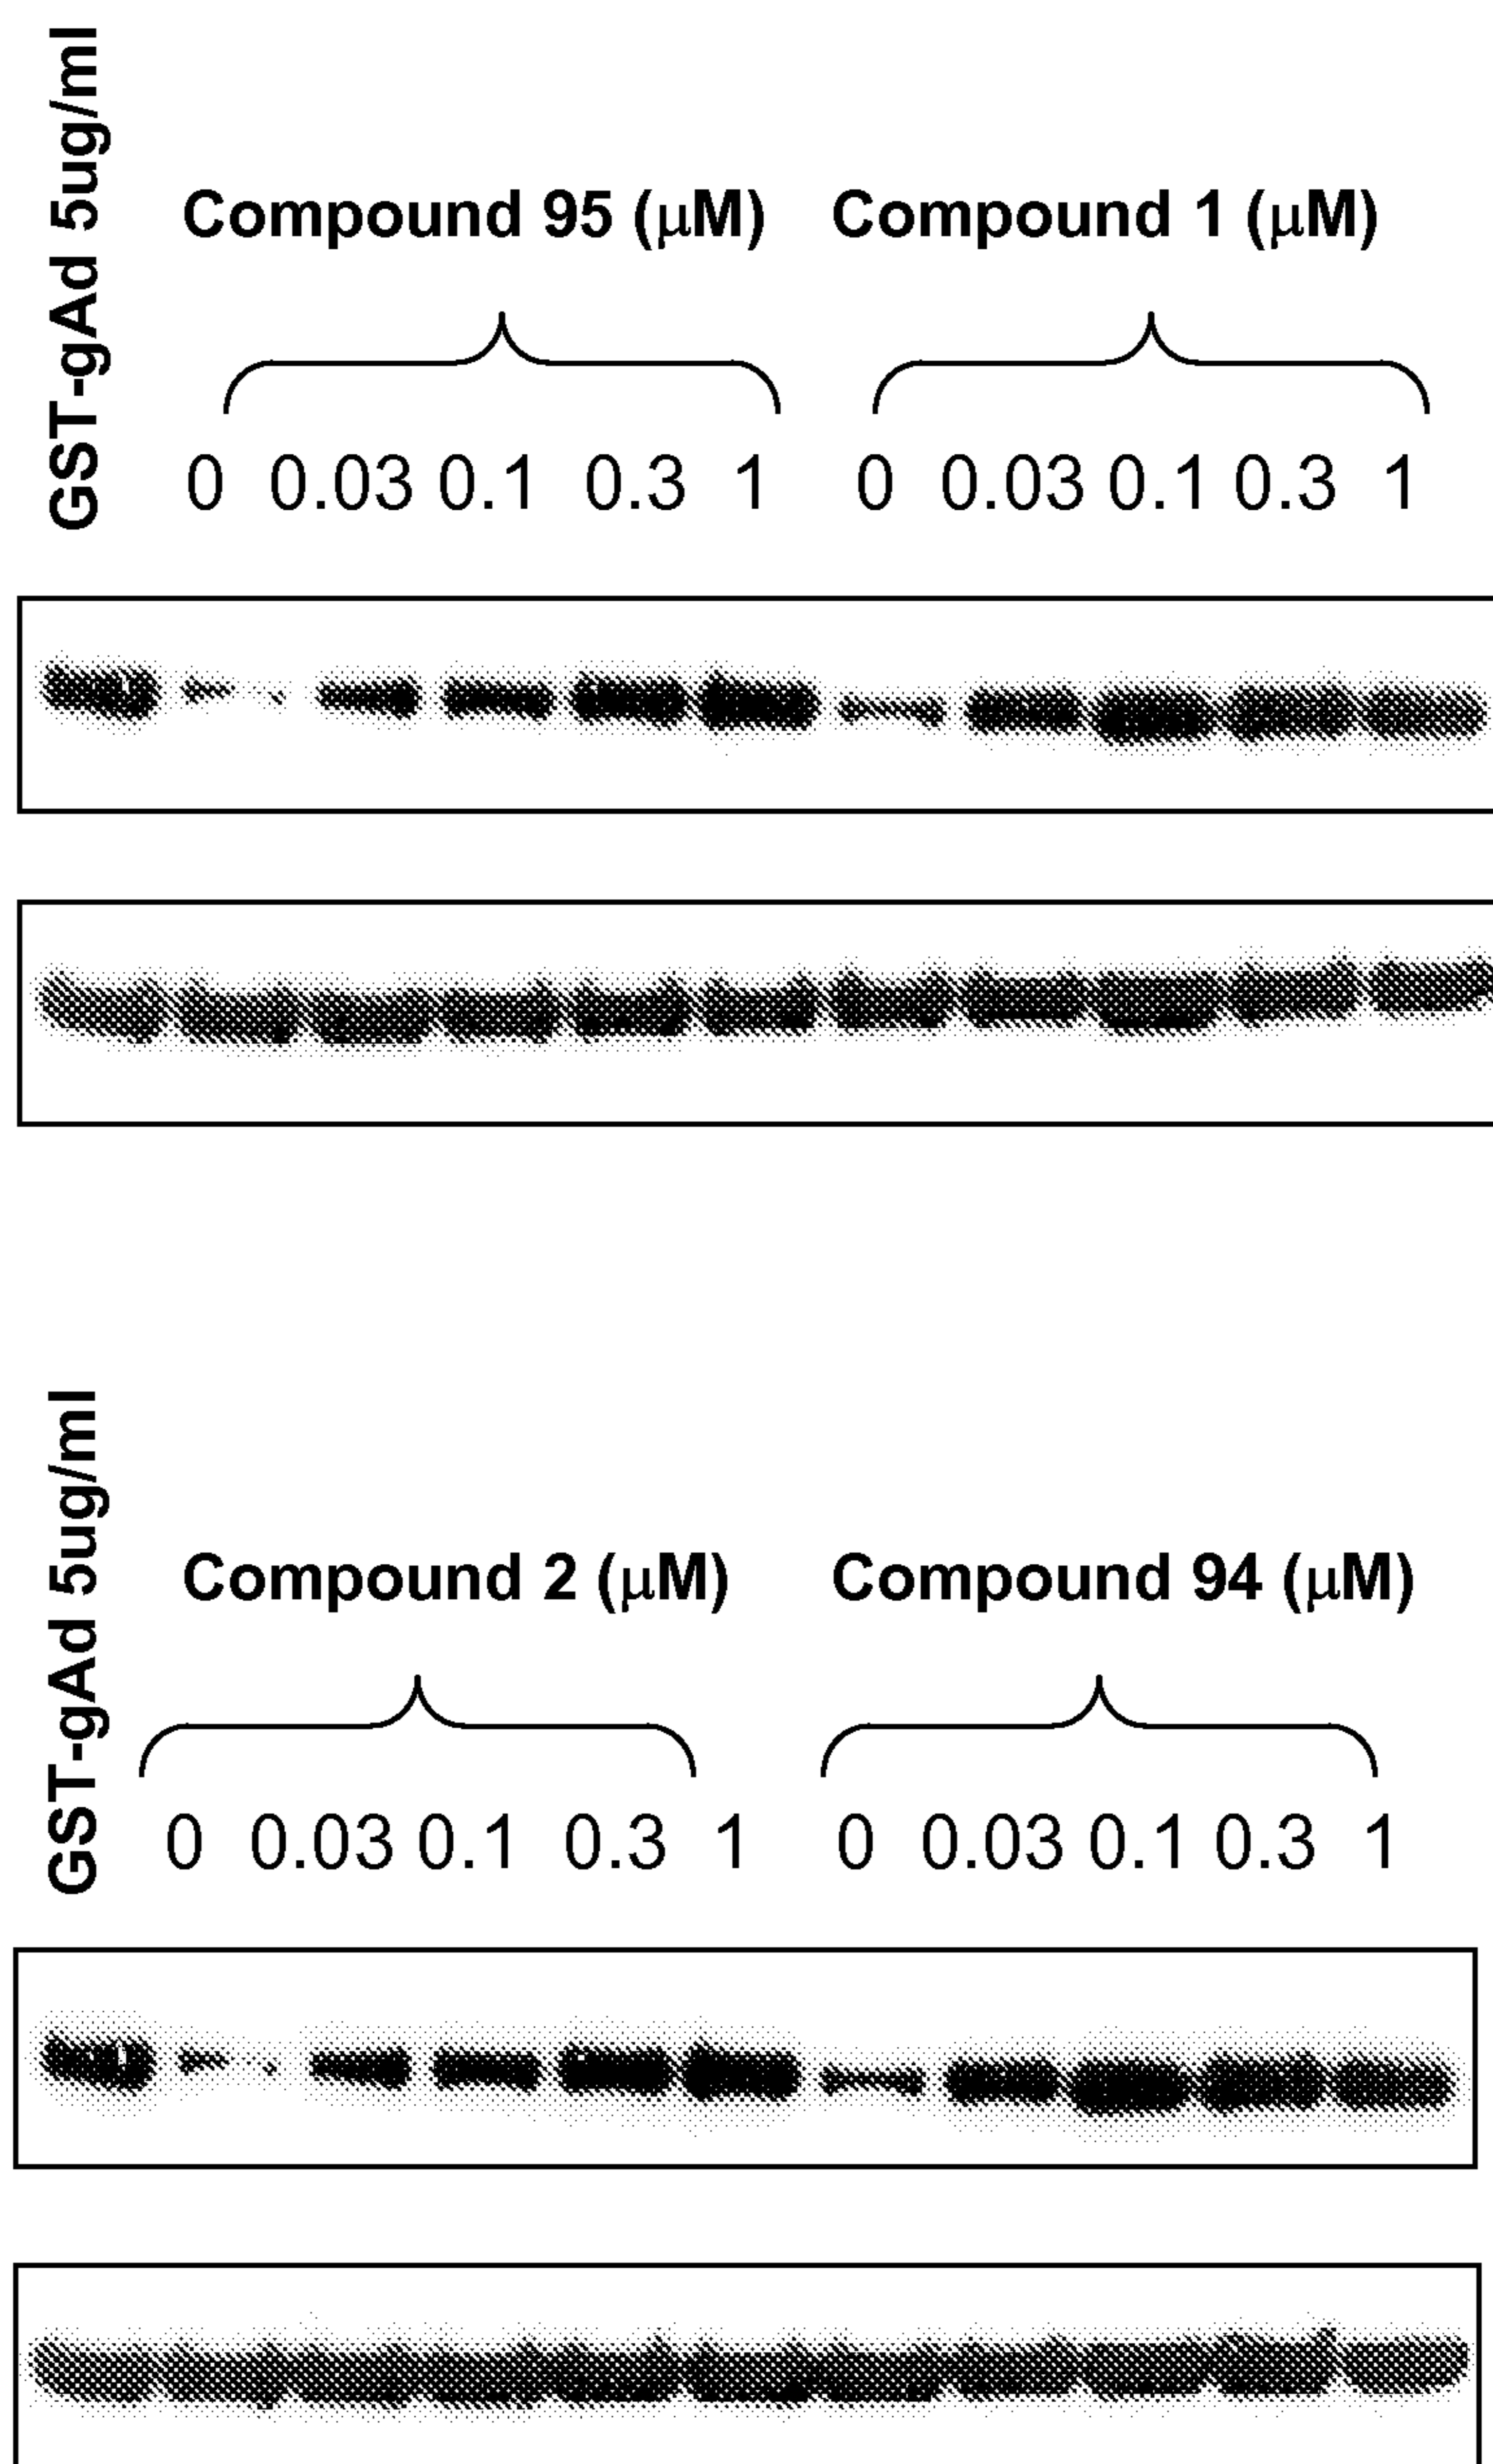 GST-gAd 5ug/ml
Compound 95 (μM) Compound 1 (μM)
0 0.03 0.1 0.3 1 0 0.03 0.1 0.3 1
GST-gAd 5ug/ml
Compound 2 (μM) Compound 94 (μM)
0 0.03 0.1 0.3 1 0 0.03 0.1 0.3 1